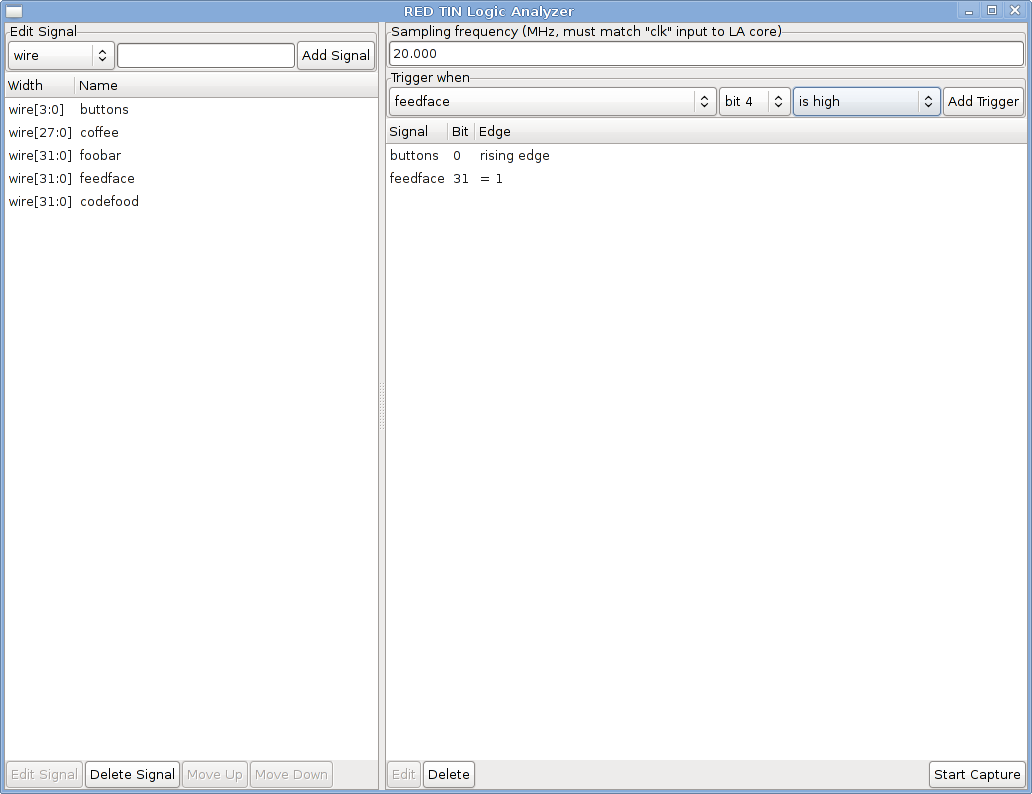 RED TIN Logic Analyzer
Edit Signal
wire
Add Signal
Width Name
wire[3:0] buttons
wire[27:0] coffee
wire[31:0] foobar
wire[31:0] feedface
wire[31:0] codefood
Edit Signal Delete Signal Move Up Move Down
Sampling frequency (MHz, must match "clk" input to LA core)
20.000
Trigger when
feedface bit 4 is high Add Trigger
Signal Bit Edge
buttons 0 rising edge
feedface 31 = 1
Edit Delete Start Capture